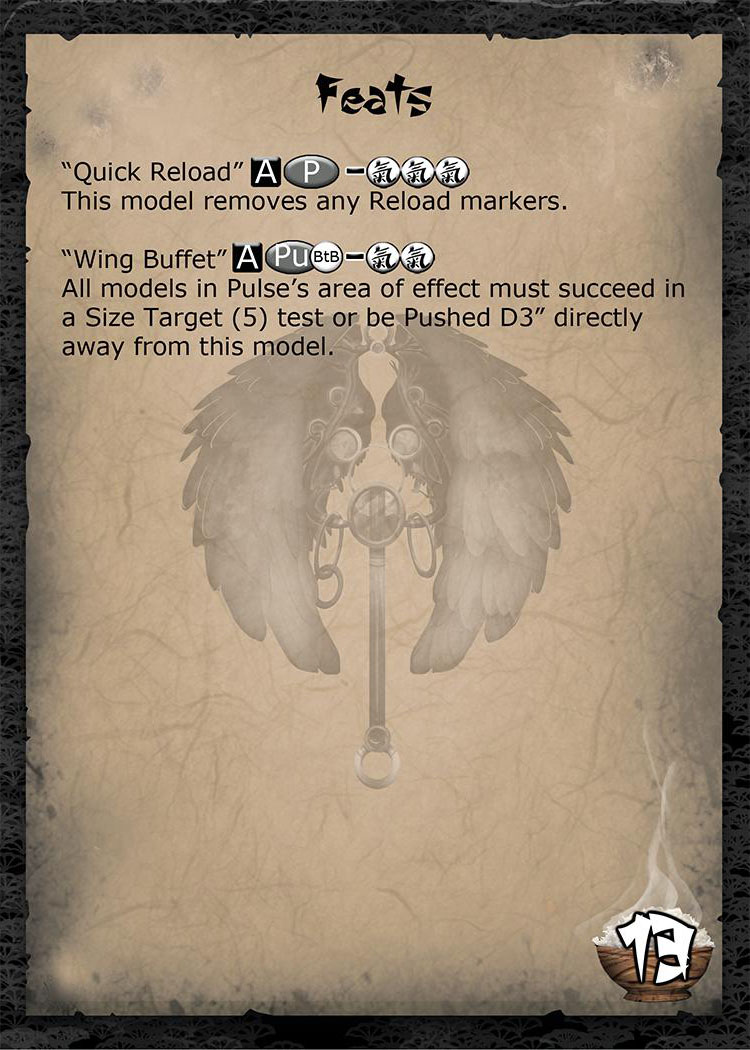 Feats
“Quick Reload” A P – 氣 氣 氣
This model removes any Reload markers.
“Wing Buffet” A Pu BtB – 氣 氣
All models in Pulse’s area of effect must succeed in
a Size Target (5) test or be Pushed D3” directly
away from this model.
13